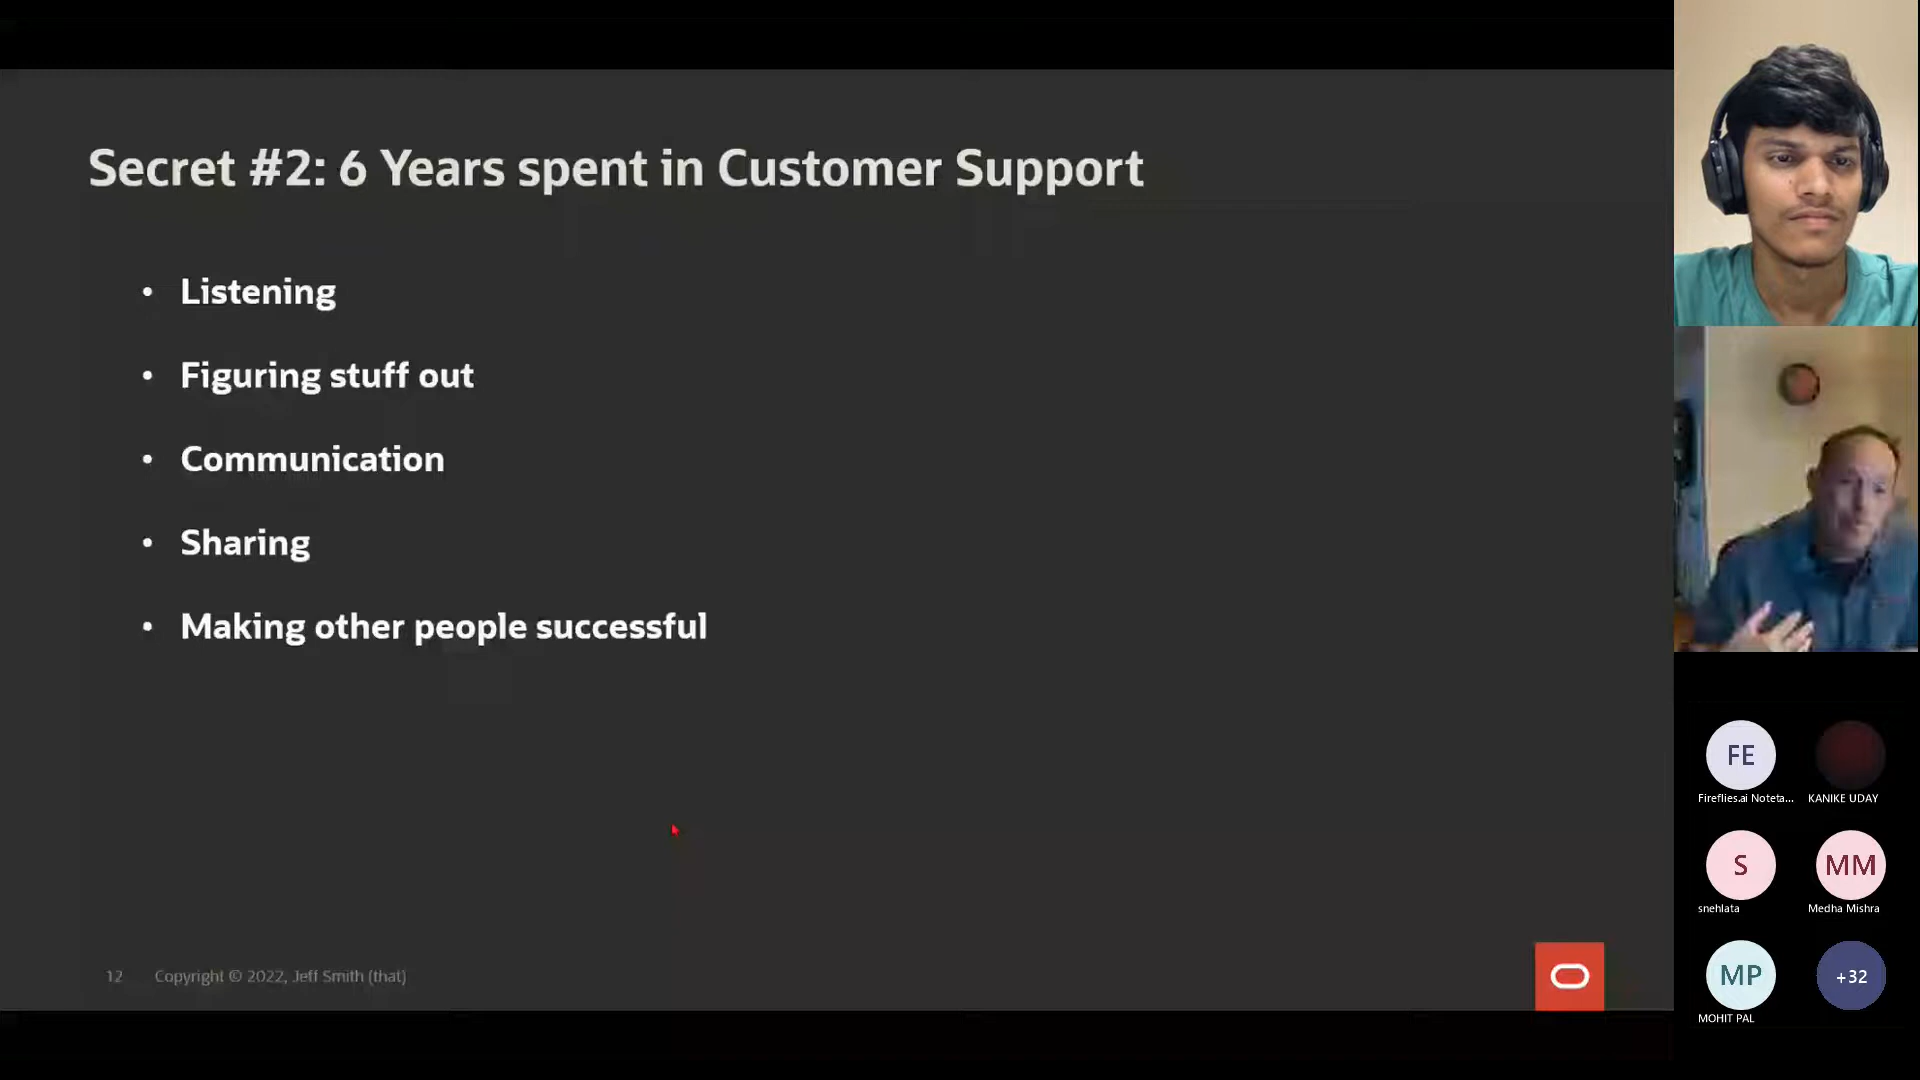 Secret #2: 6 Years spent in Customer Support
• Listening
• Figuring stuff out
• Communication
• Sharing
• Making other people successful
12 Copyright © 2022, Jeff Smith (that)
FE
Fireflies.ai Noteta...
KANIKE UDAY
S
snehlata
MM
Medha Mishra
MP
MOHIT PAL
+32